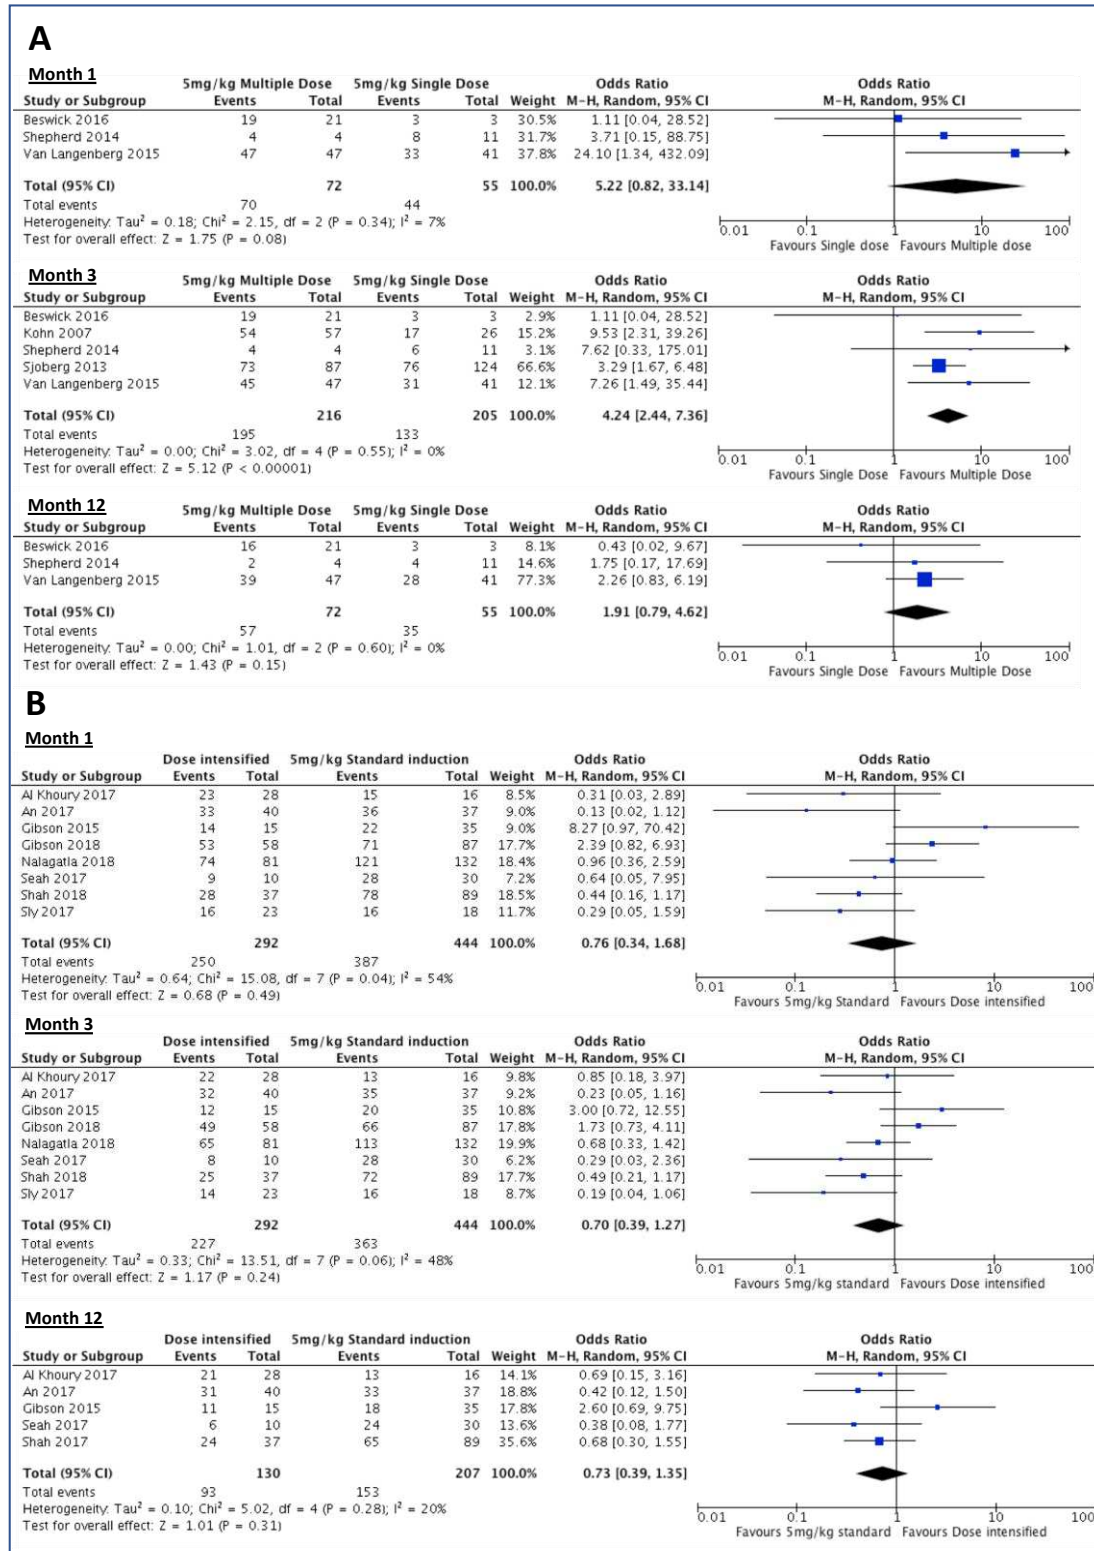 A
Month 1
5mg/kg Multiple Dose 5mg/kg Single Dose Odds Ratio Odds Ratio
Study or Subgroup Events Total Events Total Weight M-H, Random, 95% CI M-H, Random, 95% CI
Beswick 2016 19 21 3 3 30.5% 1.11 [0.04, 28.52]
Shepherd 2014 4 4 8 11 31.7% 3.71 [0.15, 88.75]
Van Langenberg 2015 47 47 33 41 37.8% 24.10 [1.34, 432.09]
Total (95% CI) 72 55 100.0% 5.22 [0.82, 33.14]
Total events 70 44
Heterogeneity: Tau² = 0.18; Chi² = 2.15, df = 2 (P = 0.34); I² = 7%
Test for overall effect: Z = 1.75 (P = 0.08)
0.01 0.1 1 10 100
Favours Single dose Favours Multiple dose
Month 3
5mg/kg Multiple Dose 5mg/kg Single Dose Odds Ratio Odds Ratio
Study or Subgroup Events Total Events Total Weight M-H, Random, 95% CI M-H, Random, 95% CI
Beswick 2016 19 21 3 3 2.9% 1.11 [0.04, 28.52]
Kohn 2007 54 57 17 26 15.2% 9.53 [2.31, 39.26]
Shepherd 2014 4 4 6 11 3.1% 7.62 [0.33, 175.01]
Sjoberg 2013 73 87 76 124 66.6% 3.29 [1.67, 6.48]
Van Langenberg 2015 45 47 31 41 12.1% 7.26 [1.49, 35.44]
Total (95% CI) 216 205 100.0% 4.24 [2.44, 7.36]
Total events 195 133
Heterogeneity: Tau² = 0.00; Chi² = 3.02, df = 4 (P = 0.55); I² = 0%
Test for overall effect: Z = 5.12 (P < 0.00001)
0.01 0.1 1 10 100
Favours Single Dose Favours Multiple Dose
Month 12
5mg/kg Multiple Dose 5mg/kg Single Dose Odds Ratio Odds Ratio
Study or Subgroup Events Total Events Total Weight M-H, Random, 95% CI M-H, Random, 95% CI
Beswick 2016 16 21 3 3 8.1% 0.43 [0.02, 9.67]
Shepherd 2014 2 4 4 11 14.6% 1.75 [0.17, 17.69]
Van Langenberg 2015 39 47 28 41 77.3% 2.26 [0.83, 6.19]
Total (95% CI) 72 55 100.0% 1.91 [0.79, 4.62]
Total events 57 35
Heterogeneity: Tau² = 0.00; Chi² = 1.01, df = 2 (P = 0.60); I² = 0%
Test for overall effect: Z = 1.43 (P = 0.15)
0.01 0.1 1 10 100
Favours Single Dose Favours Multiple Dose
B
Month 1
Dose intensified 5mg/kg Standard induction Odds Ratio Odds Ratio
Study or Subgroup Events Total Events Total Weight M-H, Random, 95% CI M-H, Random, 95% CI
Al Khoury 2017 23 28 15 16 8.5% 0.31 [0.03, 2.89]
An 2017 33 40 36 37 9.0% 0.13 [0.02, 1.12]
Gibson 2015 14 15 22 35 9.0% 8.27 [0.97, 70.42]
Gibson 2018 53 58 71 87 17.7% 2.39 [0.82, 6.93]
Nalagatla 2018 74 81 121 132 18.4% 0.96 [0.36, 2.59]
Seah 2017 9 10 28 30 7.2% 0.64 [0.05, 7.95]
Shah 2018 28 37 78 89 18.5% 0.44 [0.16, 1.17]
Sly 2017 16 23 16 18 11.7% 0.29 [0.05, 1.59]
Total (95% CI) 292 444 100.0% 0.76 [0.34, 1.68]
Total events 250 387
Heterogeneity: Tau² = 0.64; Chi² = 15.08, df = 7 (P = 0.04); I² = 54%
Test for overall effect: Z = 0.68 (P = 0.49)
0.01 0.1 1 10 100
Favours 5mg/kg Standard Favours Dose intensified
Month 3
Dose intensified 5mg/kg Standard induction Odds Ratio Odds Ratio
Study or Subgroup Events Total Events Total Weight M-H, Random, 95% CI M-H, Random, 95% CI
Al Khoury 2017 22 28 13 16 9.8% 0.85 [0.18, 3.97]
An 2017 32 40 35 37 9.2% 0.23 [0.05, 1.16]
Gibson 2015 12 15 20 35 10.8% 3.00 [0.72, 12.55]
Gibson 2018 49 58 66 87 17.8% 1.73 [0.73, 4.11]
Nalagatla 2018 65 81 113 132 19.9% 0.68 [0.33, 1.42]
Seah 2017 8 10 28 30 6.2% 0.29 [0.03, 2.36]
Shah 2018 25 37 72 89 17.7% 0.49 [0.21, 1.17]
Sly 2017 14 23 16 18 8.7% 0.19 [0.04, 1.06]
Total (95% CI) 292 444 100.0% 0.70 [0.39, 1.27]
Total events 227 363
Heterogeneity: Tau² = 0.33; Chi² = 13.51, df = 7 (P = 0.06); I² = 48%
Test for overall effect: Z = 1.17 (P = 0.24)
0.01 0.1 1 10 100
Favours 5mg/kg standard Favours Dose intensified
Month 12
Dose intensified 5mg/kg Standard induction Odds Ratio Odds Ratio
Study or Subgroup Events Total Events Total Weight M-H, Random, 95% CI M-H, Random, 95% CI
Al Khoury 2017 21 28 13 16 14.1% 0.69 [0.15, 3.16]
An 2017 31 40 33 37 18.8% 0.42 [0.12, 1.50]
Gibson 2015 11 15 18 35 17.8% 2.60 [0.69, 9.75]
Seah 2017 6 10 24 30 13.6% 0.38 [0.08, 1.77]
Shah 2017 24 37 65 89 35.6% 0.68 [0.30, 1.55]
Total (95% CI) 130 207 100.0% 0.73 [0.39, 1.35]
Total events 93 153
Heterogeneity: Tau² = 0.10; Chi² = 5.02, df = 4 (P = 0.28); I² = 20%
Test for overall effect: Z = 1.01 (P = 0.31)
0.01 0.1 1 10 100
Favours 5mg/kg standard Favours Dose intensified